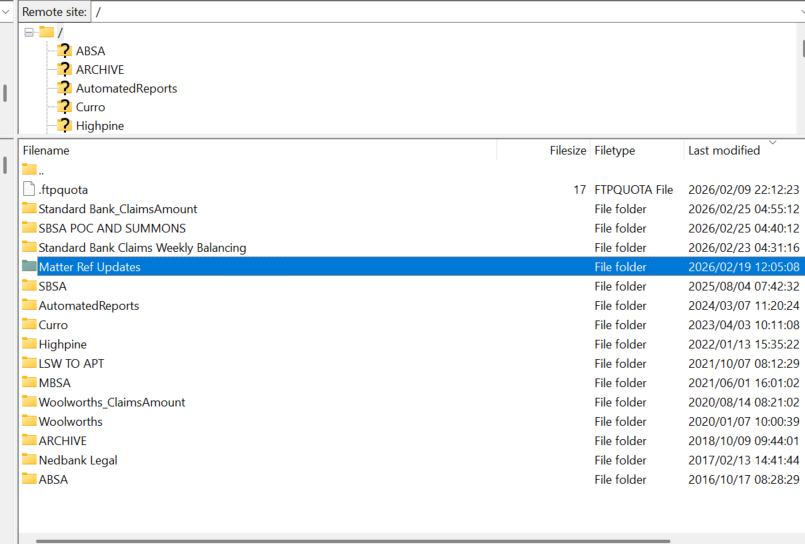 Remote site: /
/
ABSA
ARCHIVE
AutomatedReports
Curro
Highpine
Filename Filesize Filetype Last modified
..
.ftpquota 17 FTPQUOTA File 2026/02/09 22:12:23
Standard Bank_ClaimsAmount File folder 2026/02/25 04:55:12
SBSA POC AND SUMMONS File folder 2026/02/25 04:40:12
Standard Bank Claims Weekly Balancing File folder 2026/02/23 04:31:16
Matter Ref Updates File folder 2026/02/19 12:05:08
SBSA File folder 2025/08/04 07:42:32
AutomatedReports File folder 2024/03/07 11:20:24
Curro File folder 2023/04/03 10:11:08
Highpine File folder 2022/01/13 15:35:22
LSW TO APT File folder 2021/10/07 08:12:29
MBSA File folder 2021/06/01 16:01:02
Woolworths_ClaimsAmount File folder 2020/08/14 08:21:02
Woolworths File folder 2020/01/07 10:00:39
ARCHIVE File folder 2018/10/09 09:44:01
Nedbank Legal File folder 2017/02/13 14:41:44
ABSA File folder 2016/10/17 08:28:29